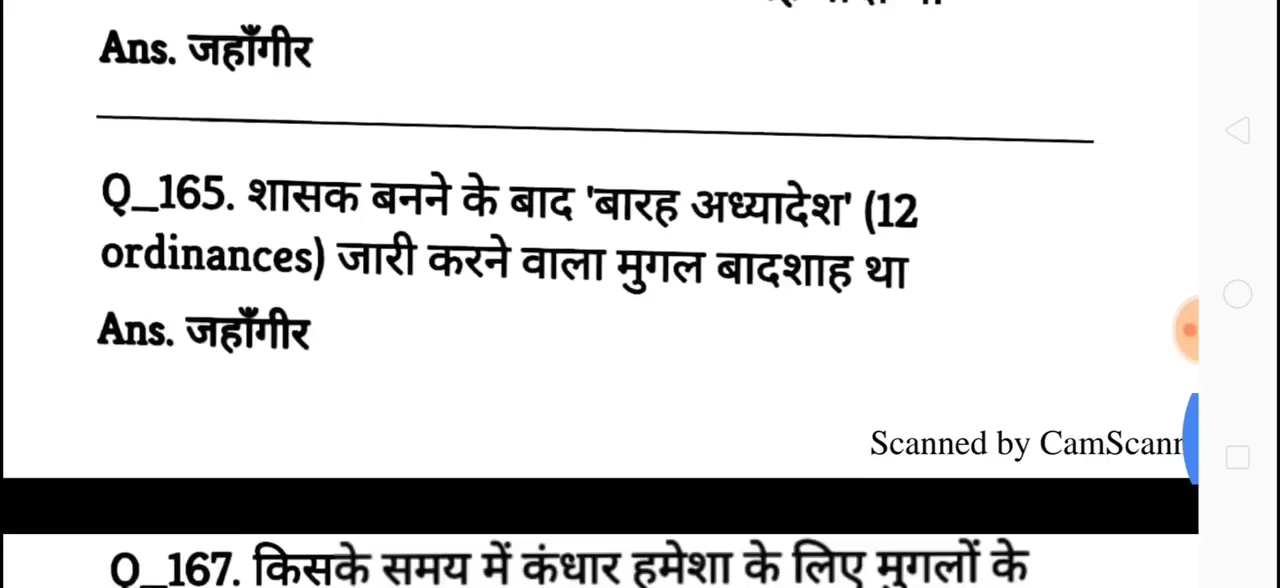 Ans. जहाँगीर
Q_165. शासक बनने के बाद 'बारह अध्यादेश' (12
ordinances) जारी करने वाला मुगल बादशाह था
Ans. जहाँगीर
Scanned by CamScann
Q_167. किसके समय में कंधार हमेशा के लिए मुगलों के